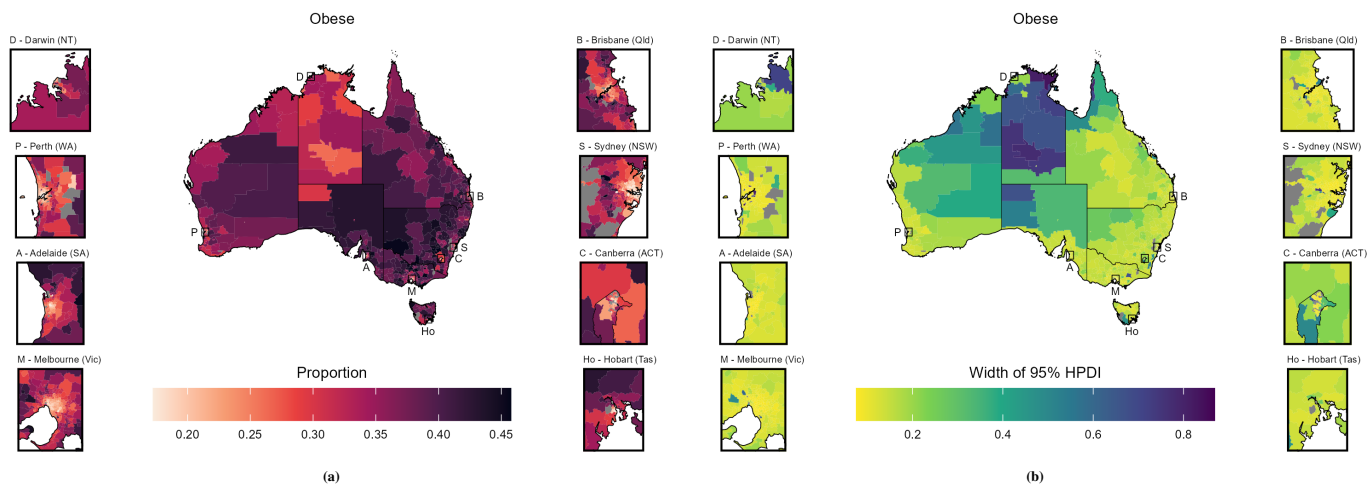 Obese
D - Darwin (NT)
P - Perth (WA)
A - Adelaide (SA)
M - Melbourne (Vic)
D
P
A
M
Ho
C
S
B
B - Brisbane (Qld)
S - Sydney (NSW)
C - Canberra (ACT)
Ho - Hobart (Tas)
Proportion
0.20 0.25 0.30 0.35 0.40 0.45
(a)
Obese
D - Darwin (NT)
P - Perth (WA)
A - Adelaide (SA)
M - Melbourne (Vic)
D
P
A
M
Ho
C
S
B
B - Brisbane (Qld)
S - Sydney (NSW)
C - Canberra (ACT)
Ho - Hobart (Tas)
Width of 95% HPDI
0.2 0.4 0.6 0.8
(b)